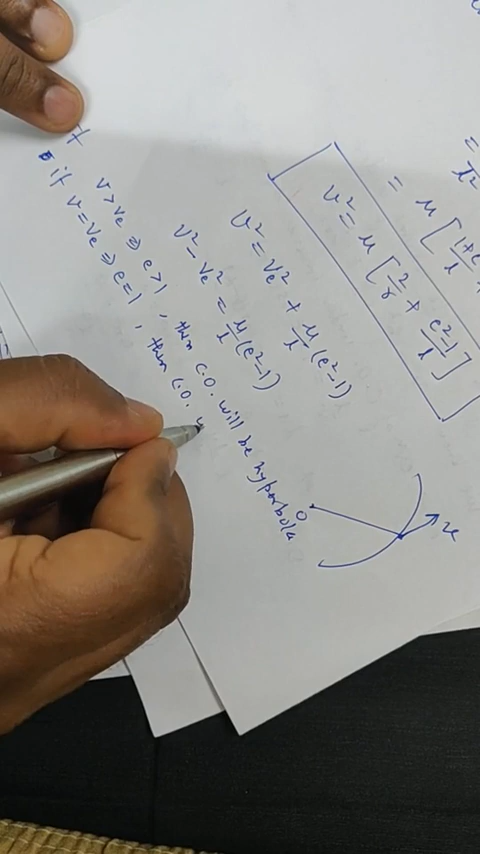 = 
l²
= μ [ 1+e
l
v² = μ [ 2/r + e²-1/l ]
v² = ve² + μ/l (e²-1)
v² - ve² = μ/l (e²-1)
v > ve ⇒ e>1, then C.O. will be hyperbola
if v = ve ⇒ e=1, then C.O. w
O